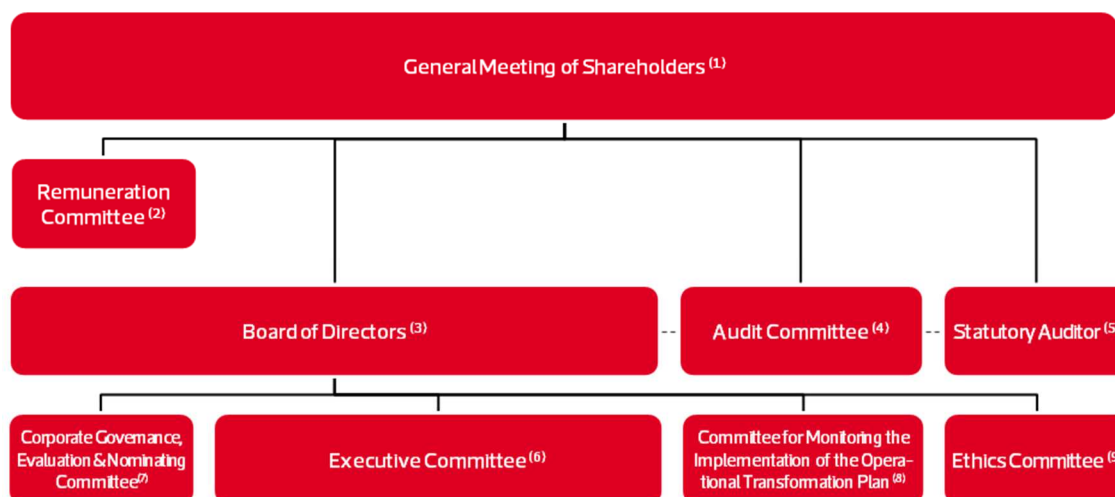 General Meeting of Shareholders (1)
Remuneration
Committee (2)
Board of Directors (3)
Audit Committee (4)
Statutory Auditor (5
Corporate Governance,
Evaluation & Nominating
Committee(7)
Executive Committee (6)
Committee for Monitoring the
Implementation of the Opera-
tional Transformation Plan (8)
Ethics Committee (9